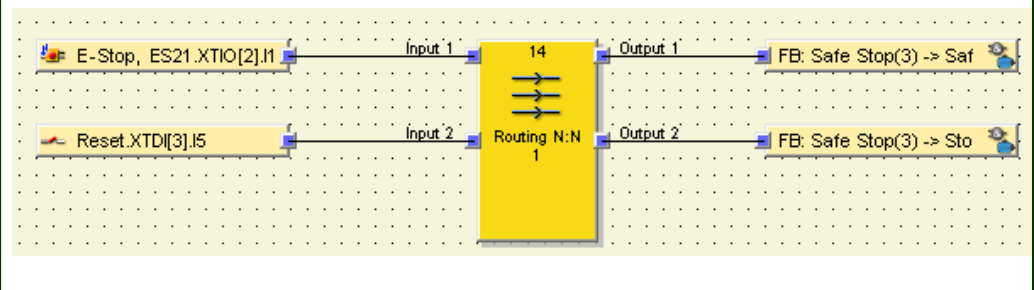 E-Stop, ES21.XTIO[2].I1
Input 1
14
Output 1
FB: Safe Stop(3) -> Saf
Reset.XTDI[3].I5
Input 2
Routing N:N
1
Output 2
FB: Safe Stop(3) -> Sto